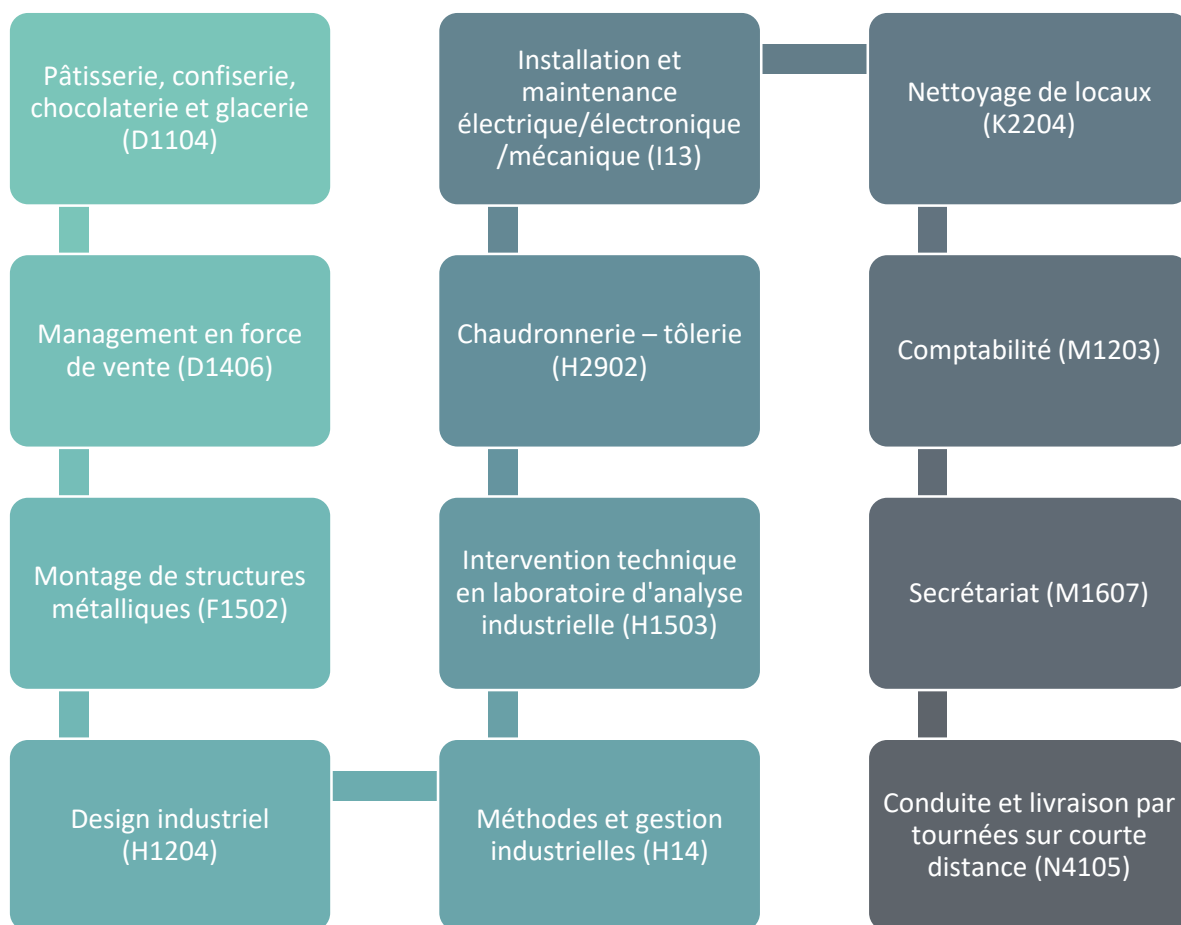 Pâtisserie, confiserie,
chocolaterie et glacerie
(D1104)
Management en force
de vente (D1406)
Montage de structures
métalliques (F1502)
Design industriel
(H1204)
Méthodes et gestion
industrielles (H14)
Intervention technique
en laboratoire d'analyse
industrielle (H1503)
Chaudronnerie – tôlerie
(H2902)
Installation et
maintenance
électrique/électronique
/mécanique (I13)
Nettoyage de locaux
(K2204)
Comptabilité (M1203)
Secrétariat (M1607)
Conduite et livraison par
tournées sur courte
distance (N4105)